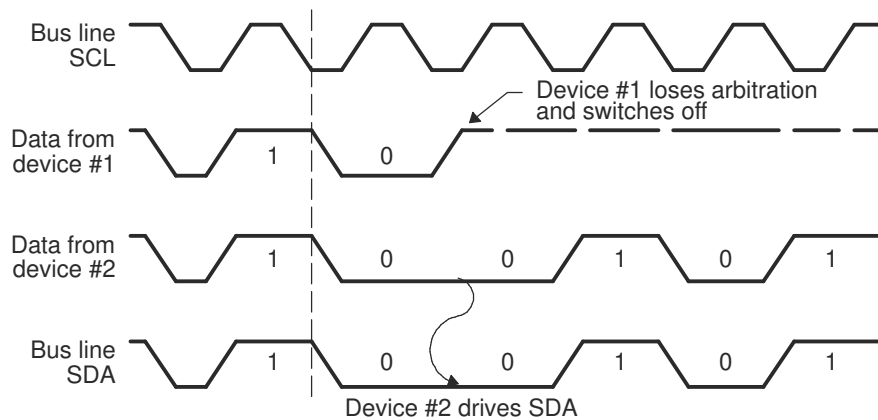 Bus line
SCL
Device #1 loses arbitration
and switches off
Data from
device #1
1 0
Data from
device #2
1 0 0 1 0 1
Bus line
SDA
1 0 0 1 0 1
Device #2 drives SDA